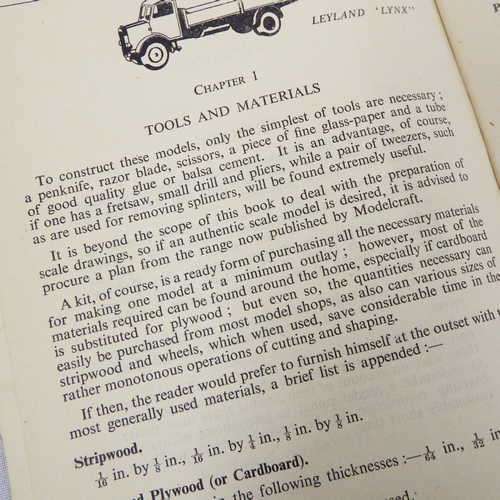 LEYLAND 'LYNX"
CHAPTER I
TOOLS AND MATERIALS
To construct these models, only the simplest of tools are necessary ;
a penknife, razor blade, scissors, a piece of fine glass-paper and a tube
of good quality glue or balsa cement. It is an advantage, of course,
if one has a fretsaw, small drill and pliers, while a pair of tweezers, such
as are used for removing splinters, will be found extremely useful.
It is beyond the scope of this book to deal with the preparation of
scale drawings, so if an authentic scale model is desired, it is advised to
procure a plan from the range now published by Modelcraft.
A kit, of course, is a ready form of purchasing all the necessary materials
for making one model at a minimum outlay ; however, most of the
materials required can be found around the home, especially if cardboard
is substituted for plywood ; but even so, the quantities necessary can
easily be purchased from most model shops, as also can various sizes of
stripwood and wheels, which when used, save considerable time in the
rather monotonous operations of cutting and shaping.
If then, the reader would prefer to furnish himself at the outset with
most generally used materials, a brief list is appended :—
Stripwood.
1/16 in. by 1/8 in., 1/16 in. by 1/4 in., 1/8 in. by 1/8 in.
Plywood (or Cardboard).
in the following thicknesses :—1/64 in., 1/32 in